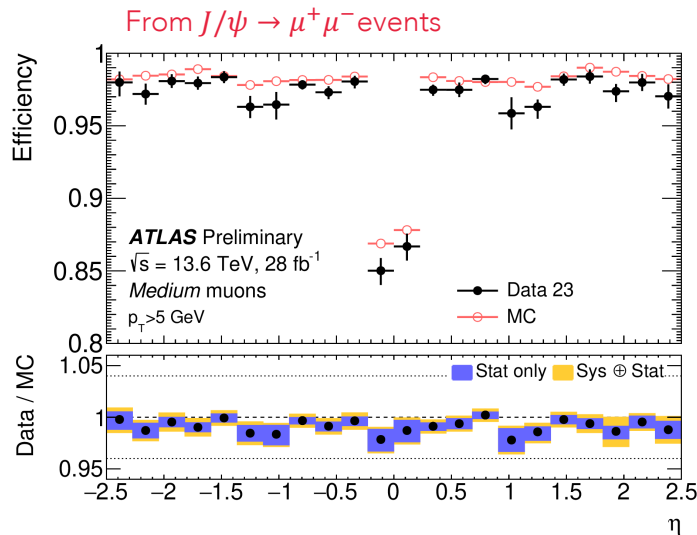 From J/ψ → μ⁺μ⁻ events
Efficiency
1
0.95
0.9
0.85
0.8
ATLAS Preliminary
√s = 13.6 TeV, 28 fb⁻¹
Medium muons
p_T>5 GeV
Data 23
MC
Data / MC
1.05
1
0.95
Stat only
Sys ⊕ Stat
−2.5 −2 −1.5 −1 −0.5 0 0.5 1 1.5 2 2.5
η